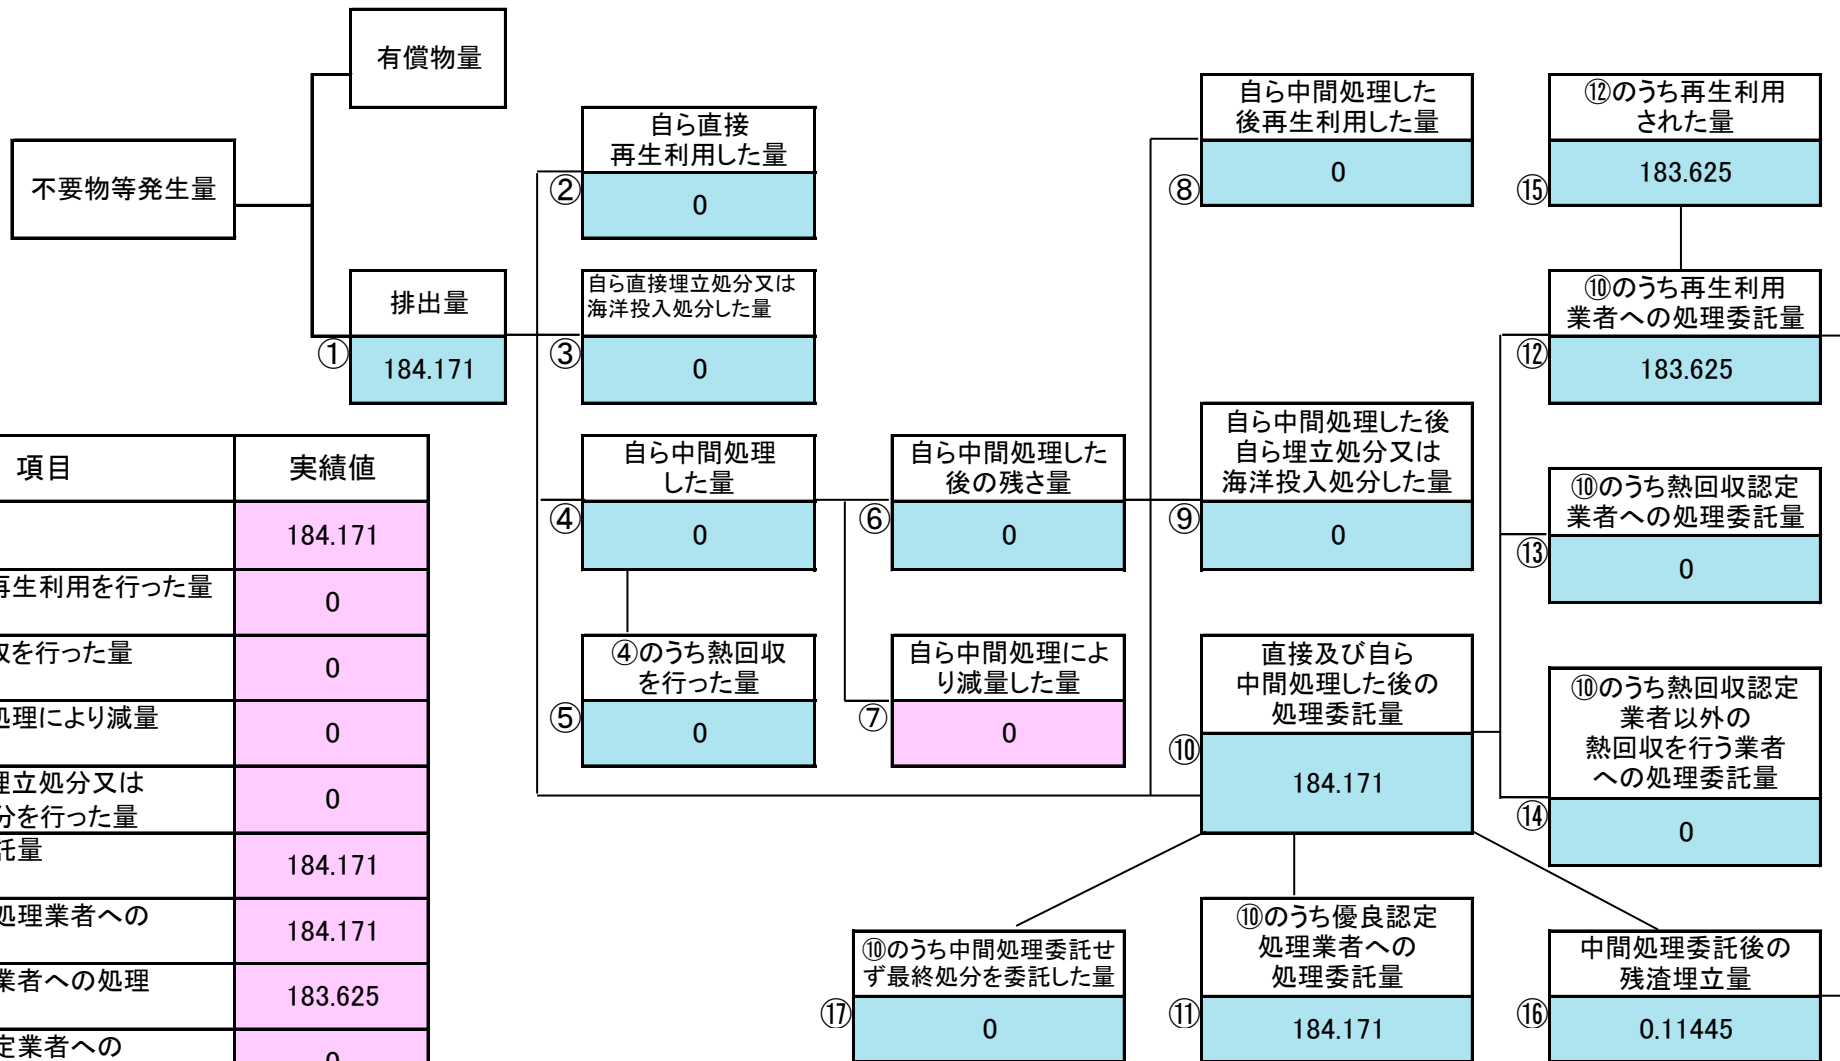 有償物量
不要物等発生量
排出量
①
184.171
自ら直接
再生利用した量
②
0
自ら直接埋立処分又は
海洋投入処分した量
③
0
自ら中間処理
した量
④
0
④のうち熱回収
を行った量
⑤
0
自ら中間処理した
後の残さ量
⑥
0
自ら中間処理によ
り減量した量
⑦
0
自ら中間処理した
後再生利用した量
⑧
0
自ら中間処理した後
自ら埋立処分又は
海洋投入処分した量
⑨
0
直接及び自ら
中間処理した後の
処理委託量
⑩
184.171
⑫のうち再生利用
された量
⑮
183.625
⑩のうち再生利用
業者への処理委託量
⑫
183.625
⑩のうち熱回収認定
業者への処理委託量
⑬
0
⑩のうち熱回収認定
業者以外の
熱回収を行う業者
への処理委託量
⑭
0
⑩のうち中間処理委託せ
ず最終処分を委託した量
⑰
0
⑩のうち優良認定
処理業者への
処理委託量
⑪
184.171
中間処理委託後の
残渣埋立量
⑯
0.11445
項目
実績値
184.171
再生利用を行った量
0
を行った量
0
処理により減量
0
埋立処分又は
分を行った量
0
託量
184.171
処理業者への
184.171
業者への処理
183.625
定業者への
0